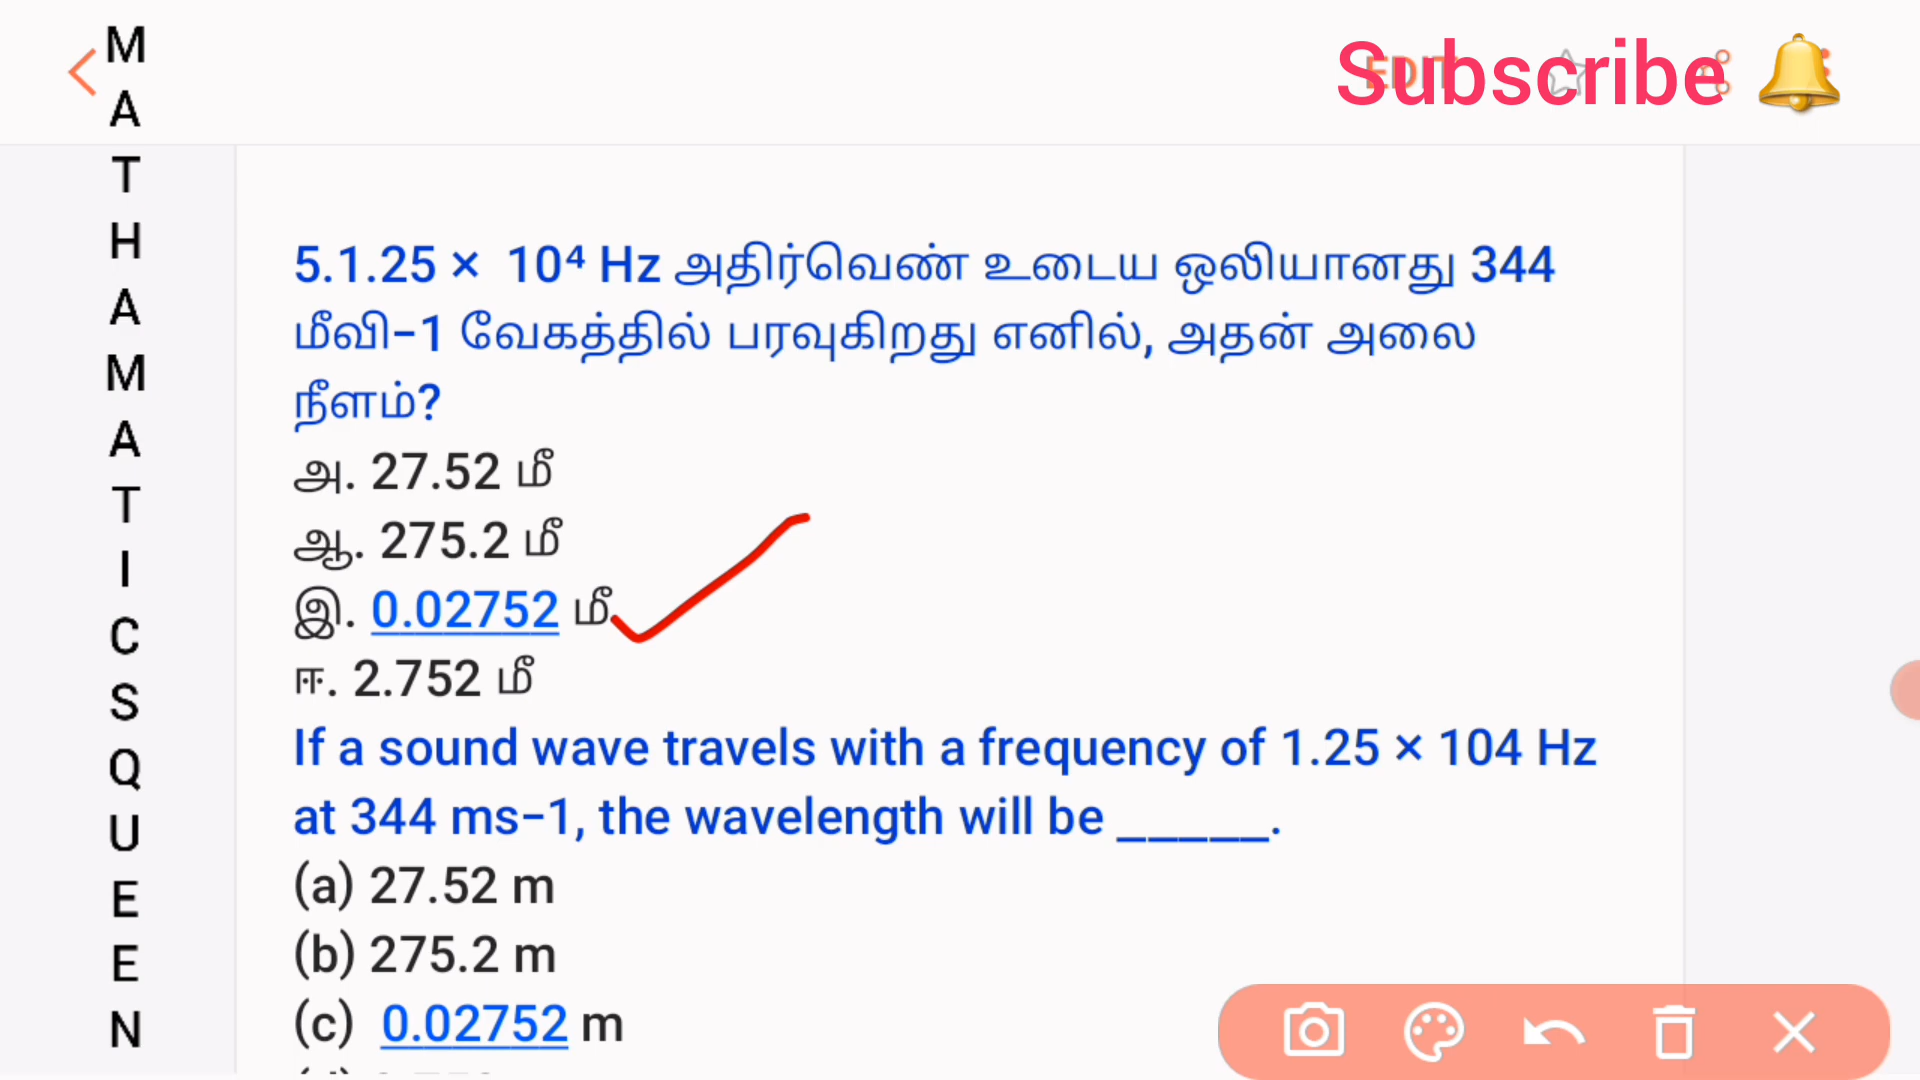 MATHAMATICSQUEEN
Subscribe
5.1.25 × 10⁴ Hz அதிர்வெண் உடைய ஒலியானது 344
மீவி−1 வேகத்தில் பரவுகிறது எனில், அதன் அலை
நீளம்?
அ. 27.52 மீ
ஆ. 275.2 மீ
இ. 0.02752 மீ
ஈ. 2.752 மீ
If a sound wave travels with a frequency of 1.25 × 104 Hz
at 344 ms−1, the wavelength will be _____.
(a) 27.52 m
(b) 275.2 m
(c) 0.02752 m